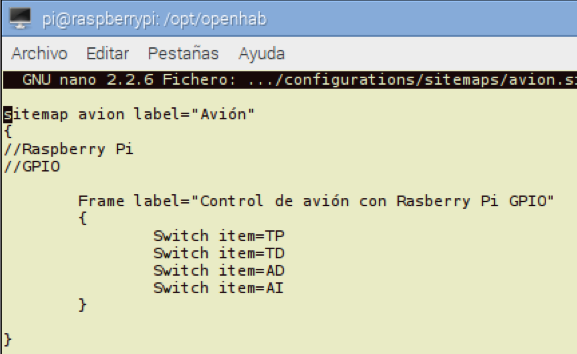 pi@raspberrypi: /opt/openhab
Archivo Editar Pestañas Ayuda
GNU nano 2.2.6 Fichero: .../configurations/sitemaps/avion.si
sitemap avion label="Avión"
{
//Raspberry Pi
//GPIO
Frame label="Control de avión con Rasberry Pi GPIO"
{
Switch item=TP
Switch item=TD
Switch item=AD
Switch item=AI
}
}